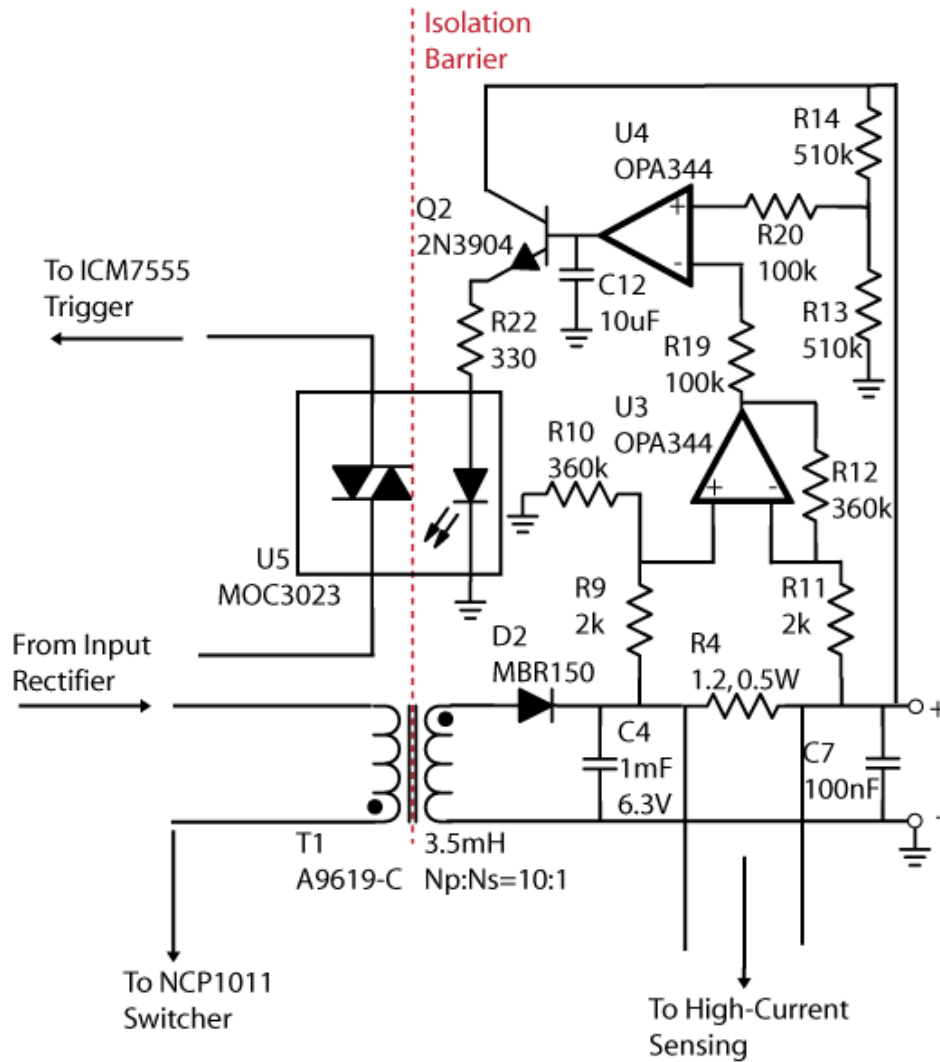 Isolation
Barrier
R14
510k
U4
OPA344
+
-
R20
100k
Q2
2N3904
C12
10uF
R13
510k
To ICM7555
Trigger
R22
330
R19
100k
U3
OPA344
+
-
R10
360k
R12
360k
U5
MOC3023
R9
2k
R11
2k
From Input
Rectifier
D2
MBR150
R4
1.2, 0.5W
+
C4
1mF
6.3V
C7
100nF
-
T1
A9619-C
3.5mH
Np:Ns=10:1
To NCP1011
Switcher
To High-Current
Sensing